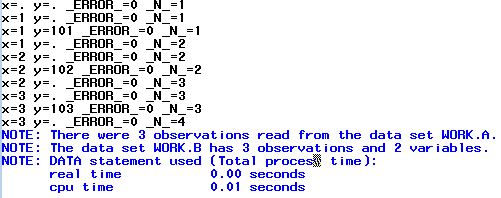 x=. y=. _ERROR_=0 _N_=1
x=1 y=. _ERROR_=0 _N_=1
x=1 y=101 _ERROR_=0 _N_=1
x=1 y=. _ERROR_=0 _N_=2
x=2 y=. _ERROR_=0 _N_=2
x=2 y=102 _ERROR_=0 _N_=2
x=2 y=. _ERROR_=0 _N_=3
x=3 y=. _ERROR_=0 _N_=3
x=3 y=103 _ERROR_=0 _N_=3
x=3 y=. _ERROR_=0 _N_=4
NOTE: There were 3 observations read from the data set WORK.A.
NOTE: The data set WORK.B has 3 observations and 2 variables.
NOTE: DATA statement used (Total process time):
real time 0.00 seconds
cpu time 0.01 seconds